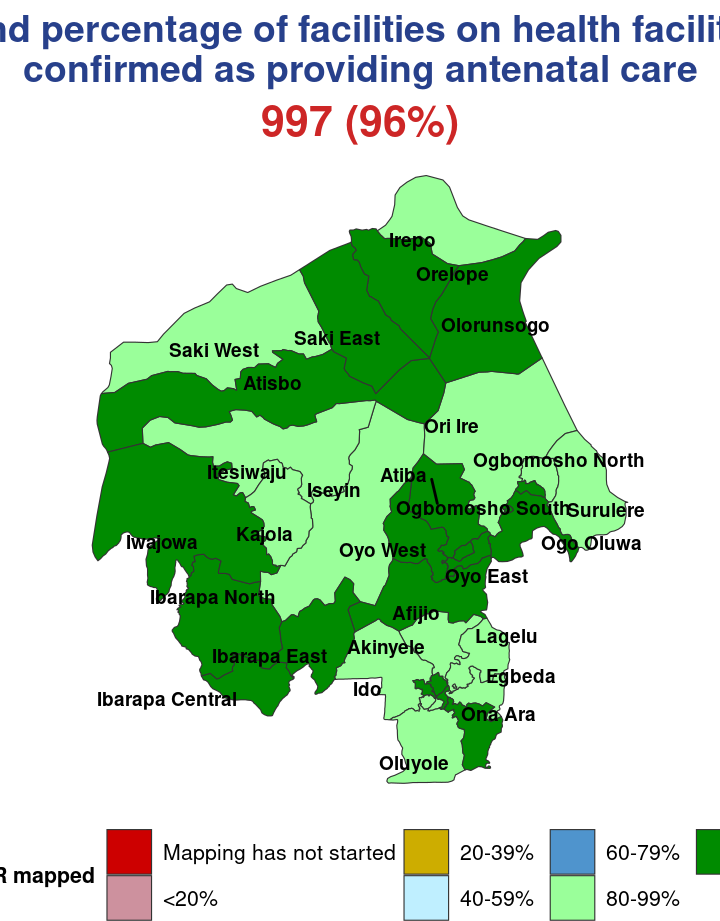 percentage of facilities on health
confirmed as providing antenatal care
997 (96%)
Irepo
Orelope
Olorunsogo
Saki East
Saki West
Atisbo
Ori Ire
Ogbomosho North
Itesiwaju
Atiba
Iseyin
Ogbomosho South
Surulere
Kajola
Iwajowa
Ogo Oluwa
Oyo West
Oyo East
Ibarapa North
Afijio
Lagelu
Akinyele
Ibarapa East
Egbeda
Ido
Ibarapa Central
Ona Ara
Oluyole
Mapping has not started
20-39%
60-79%
R mapped
<20%
40-59%
80-99%